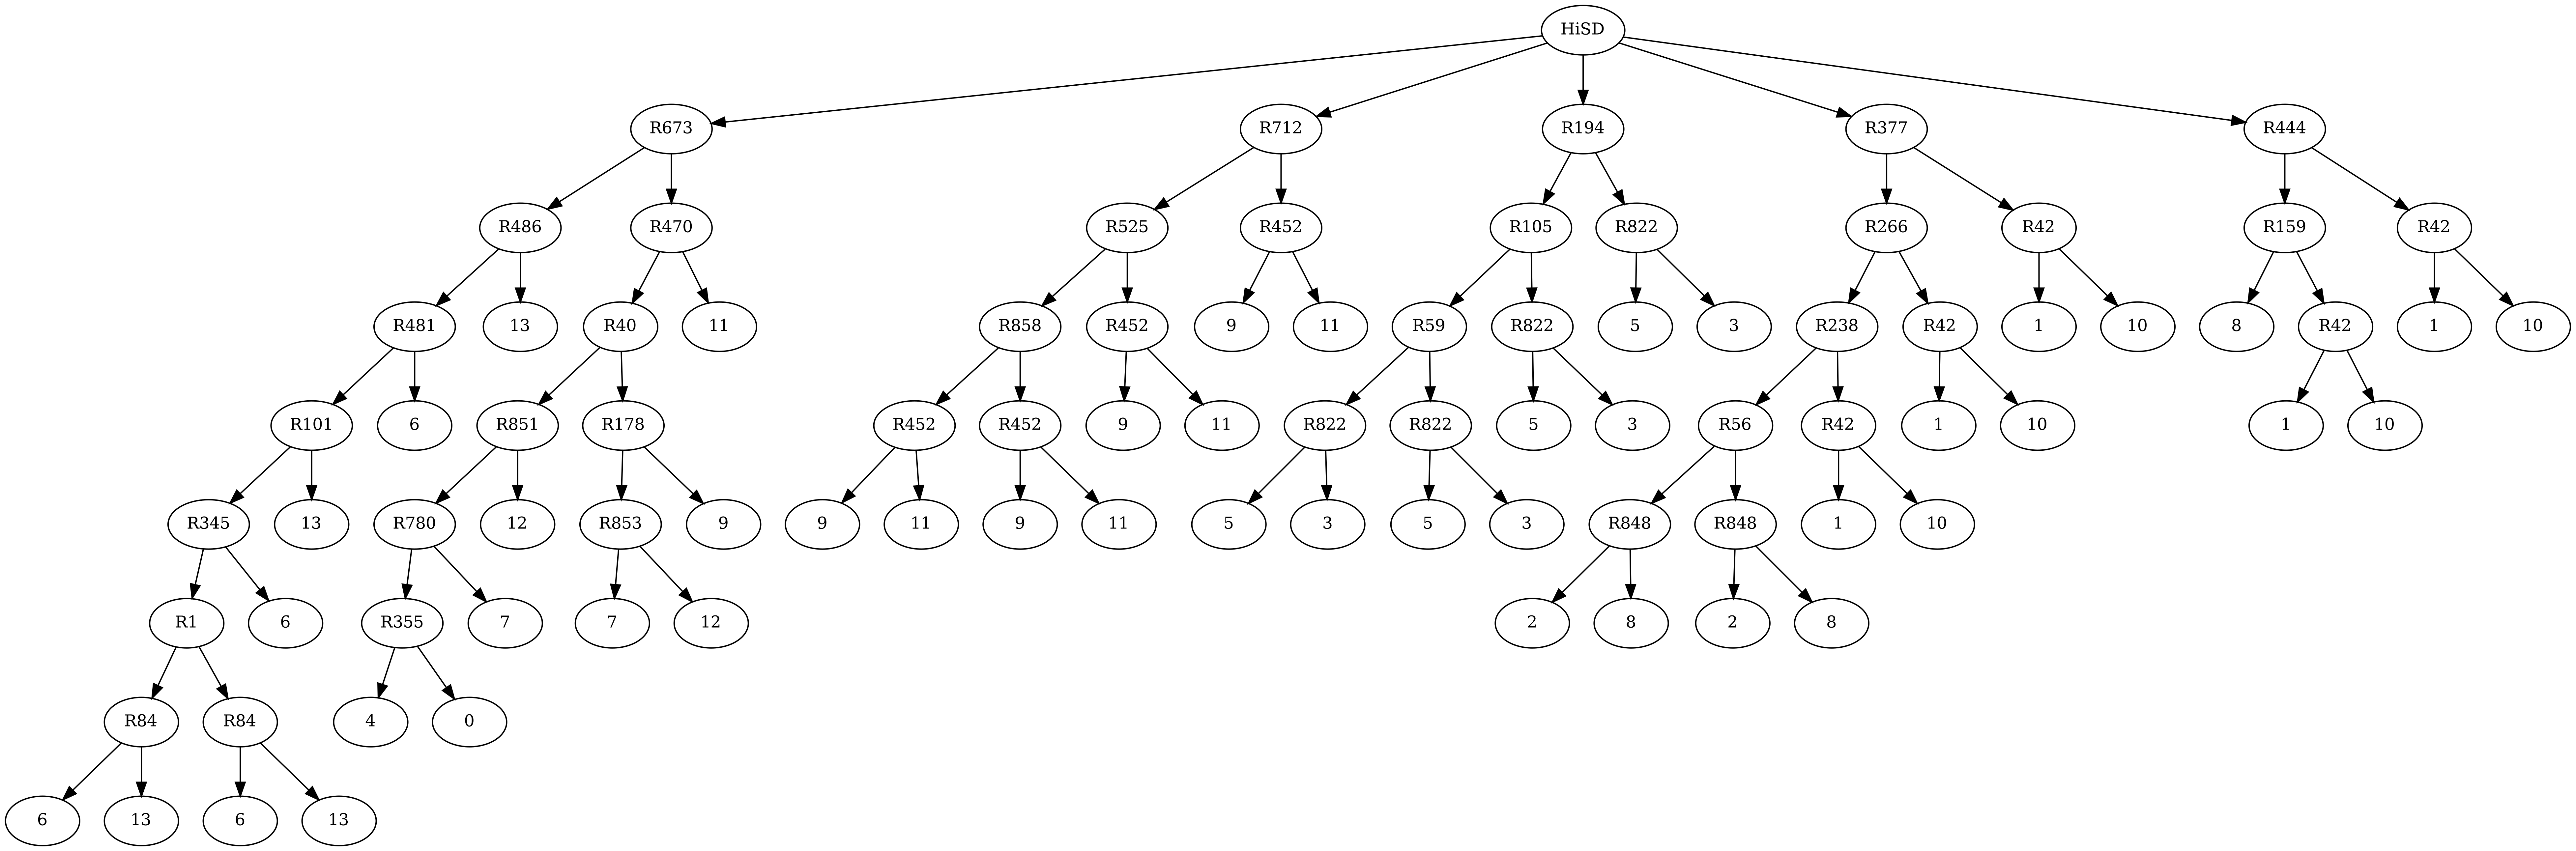 HiSD
R673 R712 R194 R377 R444
R486 R470 R525 R452 R105 R822 R266 R42 R159 R42
R481 13 R40 11 R858 R452 9 11 R59 R822 5 3 R238 R42 1 10 8 R42 1 10
R101 6 R851 R178 R452 R452 9 11 R822 R822 5 3 R56 R42 1 10 1 10
R345 13 R780 12 R853 9 9 11 9 11 5 3 5 3 R848 R848 1 10
R1 6 R355 7 7 12 2 8 2 8
R84 R84 4 0
6 13 6 13